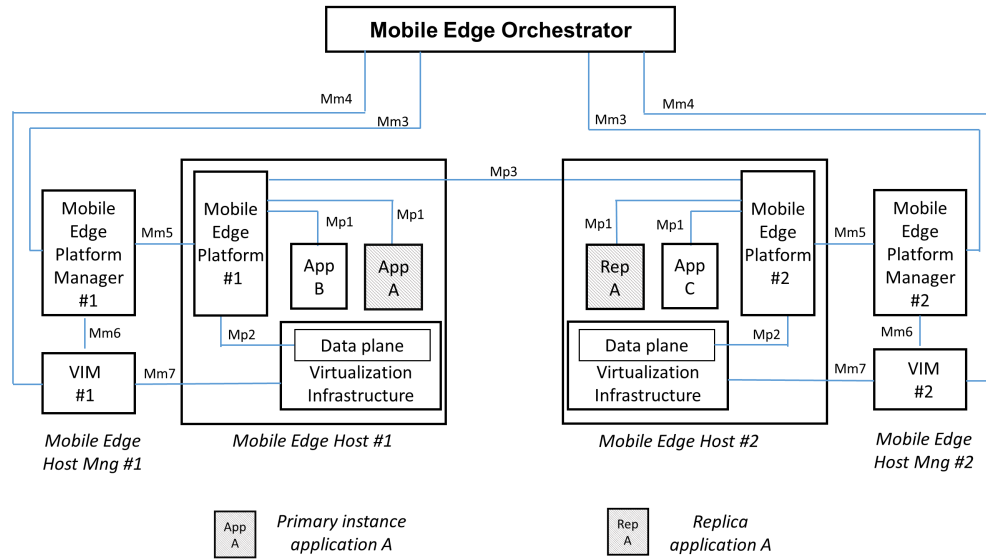 Mobile Edge Orchestrator
Mm4
Mm3
Mm3
Mm4
Mp3
Mobile
Edge
Platform
Manager
#1
Mm5
Mobile
Edge
Platform
#1
Mp1
Mp1
App
B
App
A
Mp1
Mp1
Rep
A
App
C
Mobile
Edge
Platform
#2
Mm5
Mobile
Edge
Platform
Manager
#2
Mm6
Mp2
Mp2
Mm6
VIM
#1
Mm7
Data plane
Virtualization
Infrastructure
Data plane
Virtualization
Infrastructure
Mm7
VIM
#2
Mobile Edge
Host Mng #1
Mobile Edge Host #1
Mobile Edge Host #2
Mobile Edge
Host Mng #2
App
A
Primary instance
application A
Rep
A
Replica
application A